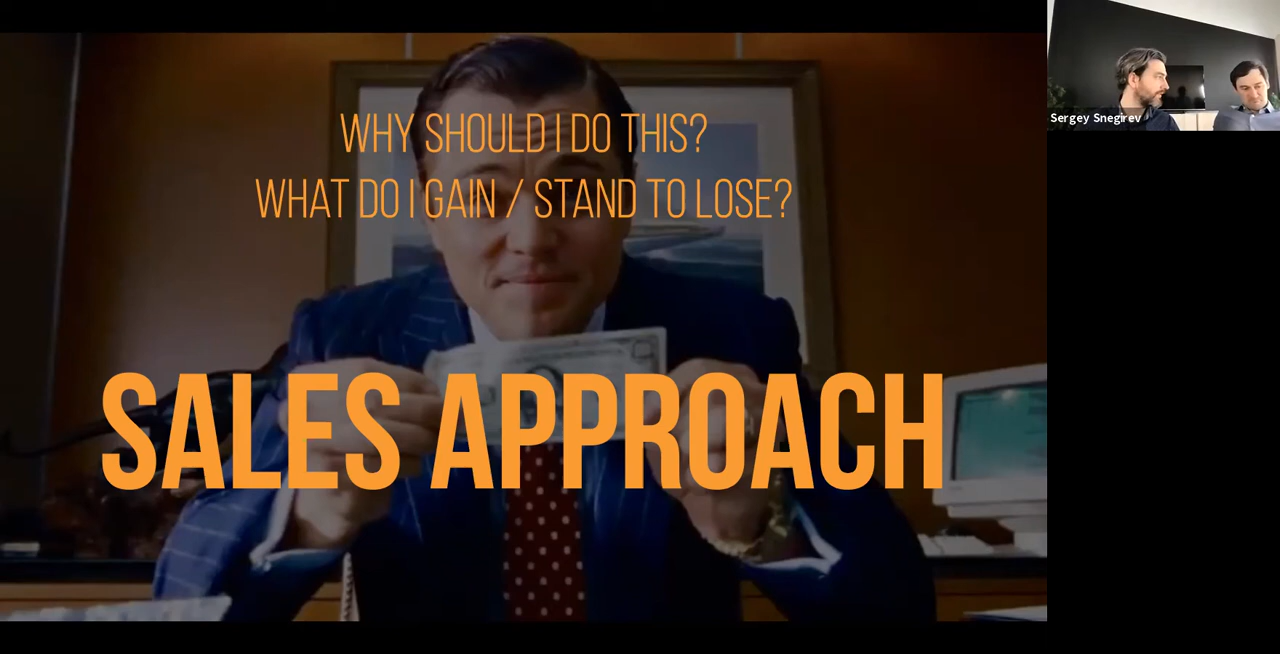 WHY SHOULD I DO THIS?
WHAT DO I GAIN / STAND TO LOSE?
SALES APPROACH
Sergey Snegirev